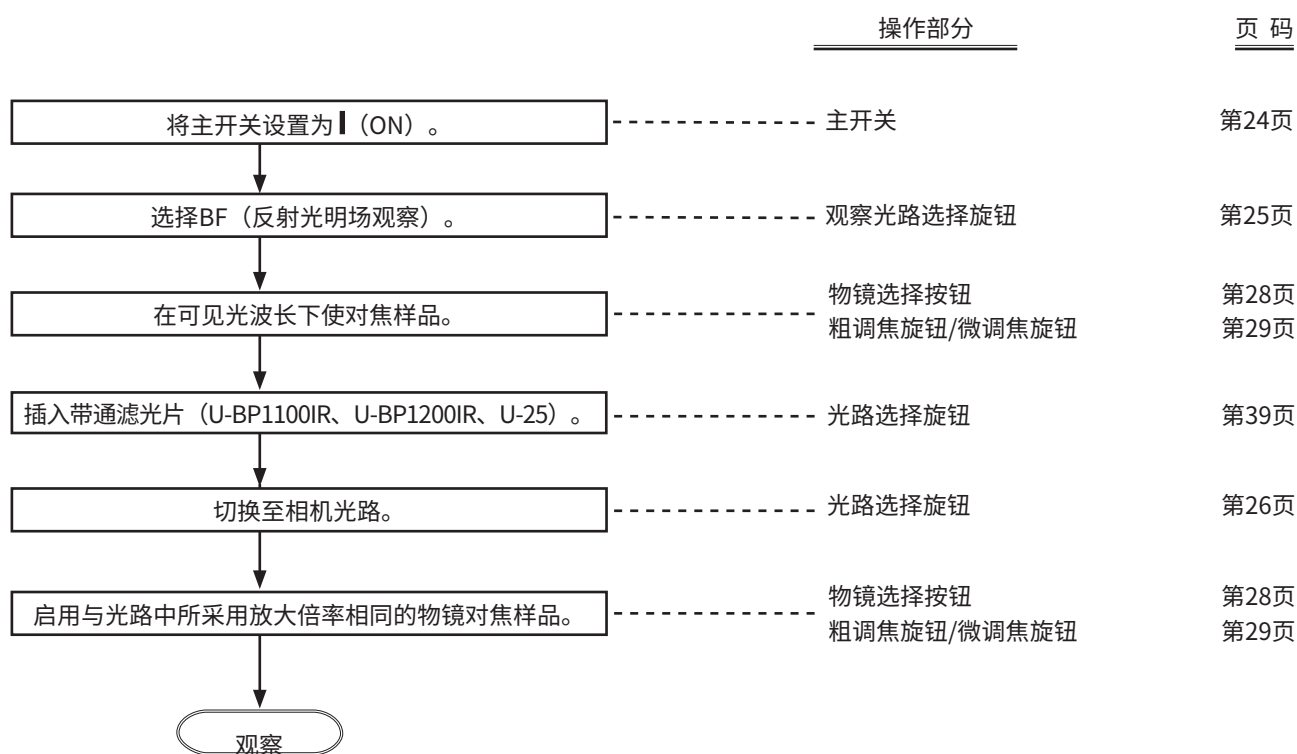 操作部分 页 码
将主开关设置为 I（ON）。 主开关 第24页
选择BF（反射光明场观察）。 观察光路选择旋钮 第25页
物镜选择按钮 第28页
在可见光波长下使对焦样品。
粗调焦旋钮/微调焦旋钮 第29页
插入带通滤光片（U-BP1100IR、U-BP1200IR、U-25）。 光路选择旋钮 第39页
切换至相机光路。 光路选择旋钮 第26页
物镜选择按钮 第28页
启用与光路中所采用放大倍率相同的物镜对焦样品。
粗调焦旋钮/微调焦旋钮 第29页
观察